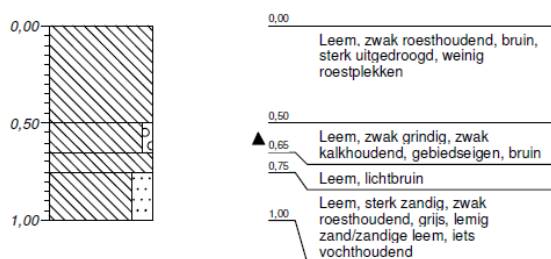 0,00
0,50
1,00
0,00
Leem, zwak roesthoudend, bruin,
sterk uitgedroogd, weinig
roestplekken
0,50
Leem, zwak grindig, zwak
kalkhoudend, gebiedseigen, bruin
0,65
0,75
Leem, lichtbruin
Leem, sterk zandig, zwak
roesthoudend, grijs, lemig
zand/zandige leem, iets
vochthoudend
1,00